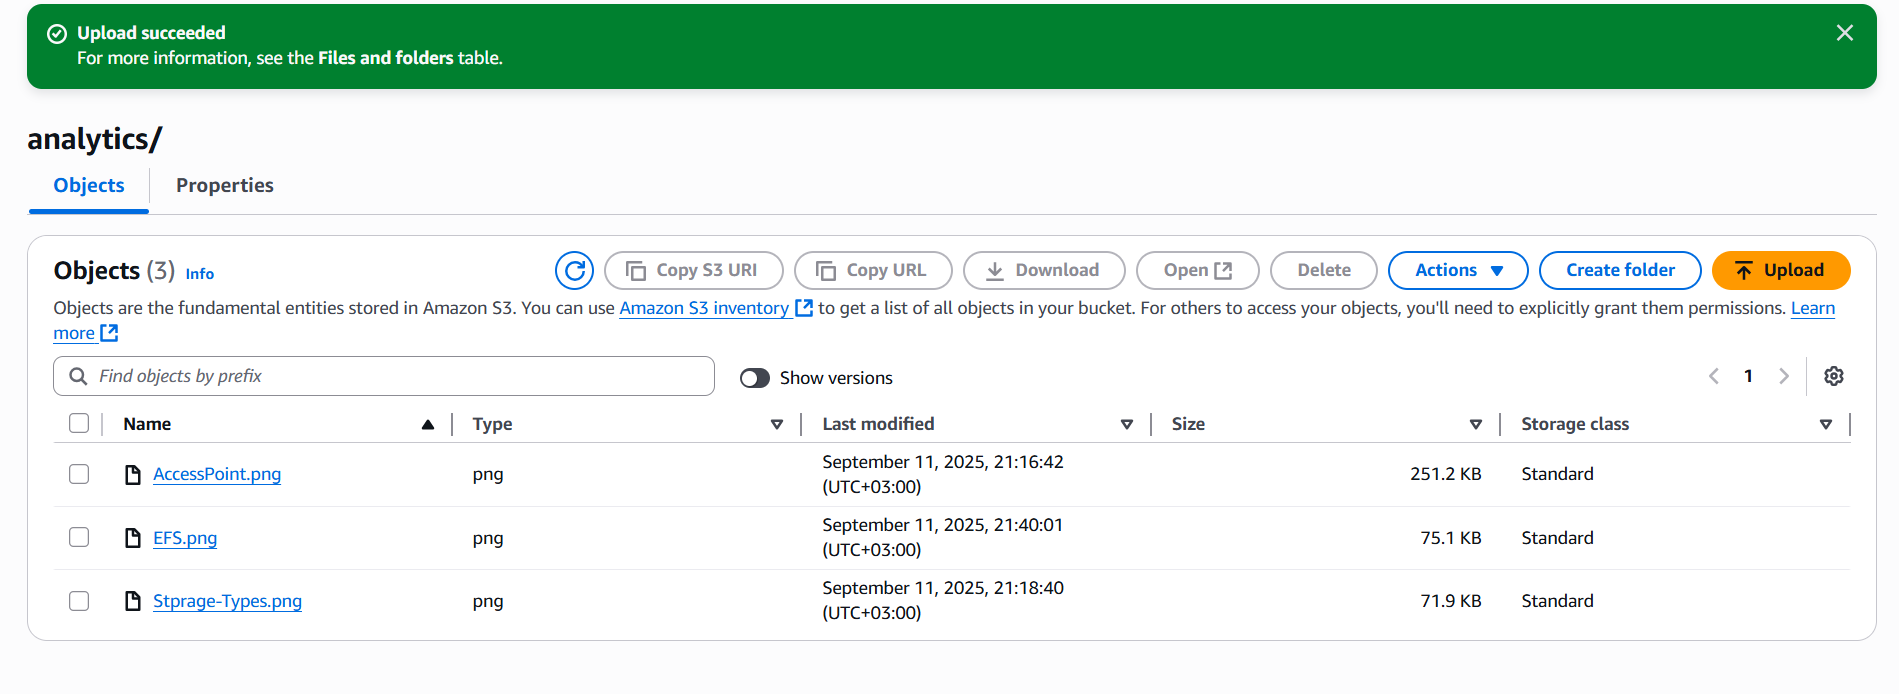 Upload succeeded
For more information, see the Files and folders table.
analytics/
Objects
Properties
Objects (3) Info
Copy S3 URI
Copy URL
Download
Open
Delete
Actions
Create folder
Upload
Objects are the fundamental entities stored in Amazon S3. You can use Amazon S3 inventory to get a list of all objects in your bucket. For others to access your objects, you'll need to explicitly grant them permissions. Learn
more
Find objects by prefix
Show versions
1
Name
Type
Last modified
Size
Storage class
AccessPoint.png
png
September 11, 2025, 21:16:42
(UTC+03:00)
251.2 KB
Standard
EFS.png
png
September 11, 2025, 21:40:01
(UTC+03:00)
75.1 KB
Standard
Stprage-Types.png
png
September 11, 2025, 21:18:40
(UTC+03:00)
71.9 KB
Standard